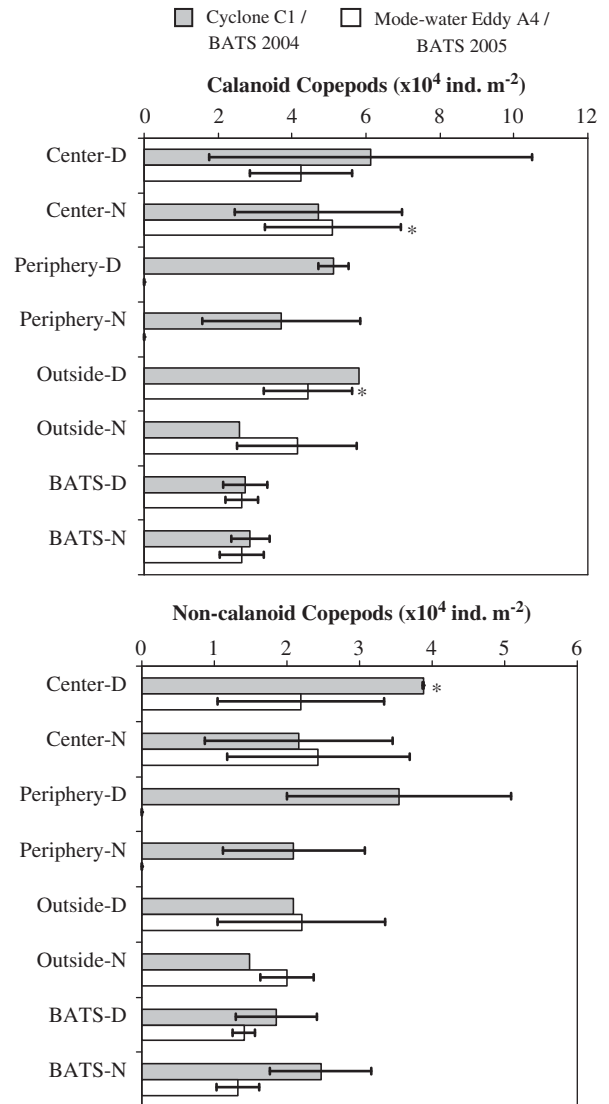 Cyclone C1 / BATS 2004
Mode-water Eddy A4 / BATS 2005
Calanoid Copepods (x10⁴ ind. m⁻²)
0 2 4 6 8 10 12
Center-D
Center-N
*
Periphery-D
Periphery-N
Outside-D
*
Outside-N
BATS-D
BATS-N
Non-calanoid Copepods (x10⁴ ind. m⁻²)
0 1 2 3 4 5 6
Center-D
*
Center-N
Periphery-D
Periphery-N
Outside-D
Outside-N
BATS-D
BATS-N